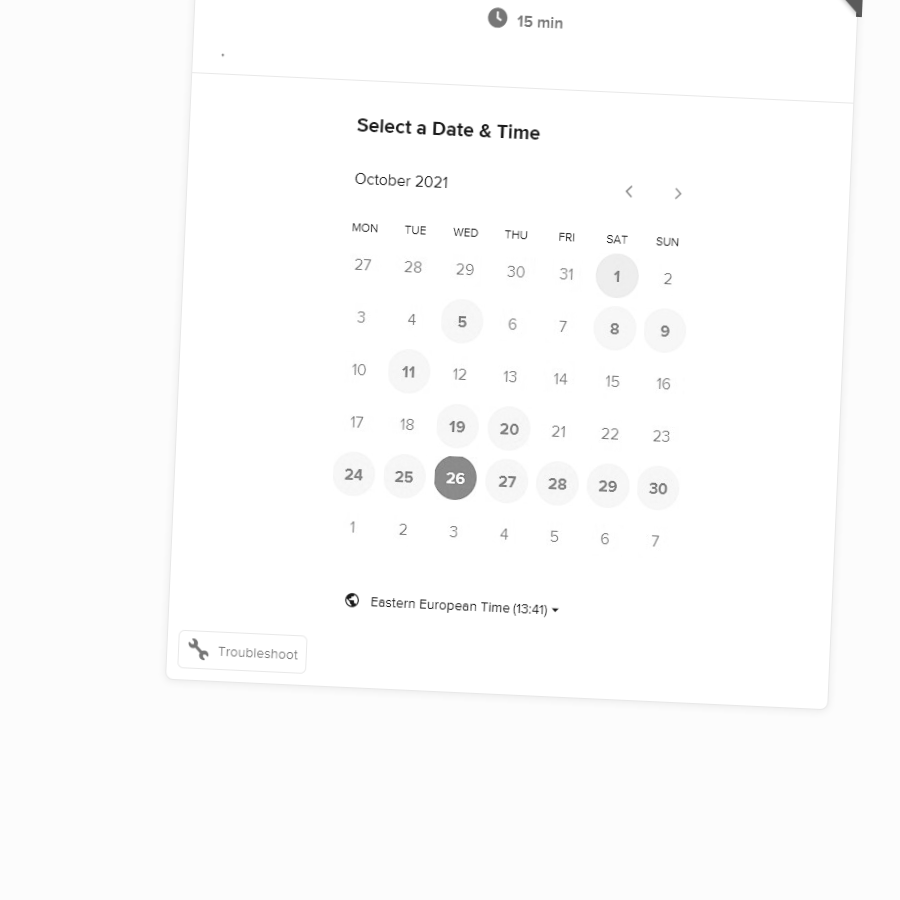 15 min
.
Select a Date & Time
October 2021
MON TUE WED THU FRI SAT SUN
27 28 29 30 31 1 2
3 4 5 6 7 8 9
10 11 12 13 14 15 16
17 18 19 20 21 22 23
24 25 26 27 28 29 30
1 2 3 4 5 6 7
Eastern European Time (13:41)
Troubleshoot